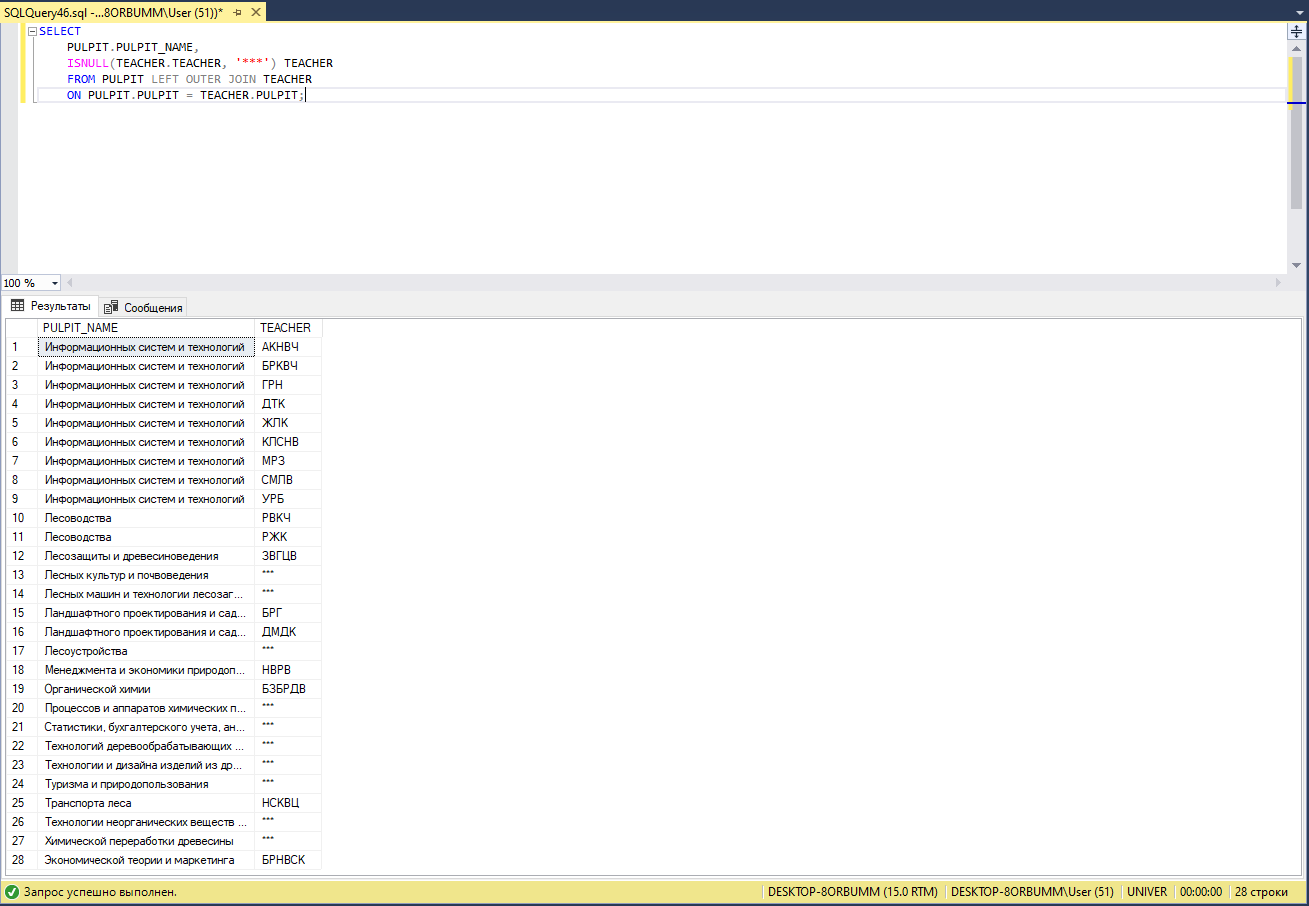 SQLQuery46.sql -...8ORBUMM\User (51))*
SELECT
PULPIT.PULPIT_NAME,
ISNULL(TEACHER.TEACHER, '***') TEACHER
FROM PULPIT LEFT OUTER JOIN TEACHER
ON PULPIT.PULPIT = TEACHER.PULPIT;
100 %
Результаты Сообщения
PULPIT_NAME TEACHER
1 Информационных систем и технологий АКНВЧ
2 Информационных систем и технологий БРКВЧ
3 Информационных систем и технологий ГРН
4 Информационных систем и технологий ДТК
5 Информационных систем и технологий ЖЛК
6 Информационных систем и технологий КЛСНВ
7 Информационных систем и технологий МРЗ
8 Информационных систем и технологий СМЛВ
9 Информационных систем и технологий УРБ
10 Лесоводства РВКЧ
11 Лесоводства РЖК
12 Лесозащиты и древесиноведения ЗВГЦВ
13 Лесных культур и почвоведения ***
14 Лесных машин и технологии лесозаг... ***
15 Ландшафтного проектирования и сад... БРГ
16 Ландшафтного проектирования и сад... ДМДК
17 Лесоустройства ***
18 Менеджмента и экономики природоп... НВРВ
19 Органической химии БЗБРДВ
20 Процессов и аппаратов химических п... ***
21 Статистики, бухгалтерского учета, ан... ***
22 Технологий деревообрабатывающих ... ***
23 Технологии и дизайна изделий из др... ***
24 Туризма и природопользования ***
25 Транспорта леса НСКВЦ
26 Технологии неорганических веществ ... ***
27 Химической переработки древесины ***
28 Экономической теории и маркетинга БРНВСК
Запрос успешно выполнен. DESKTOP-8ORBUMM (15.0 RTM) DESKTOP-8ORBUMM\User (51) UNIVER 00:00:00 28 строки